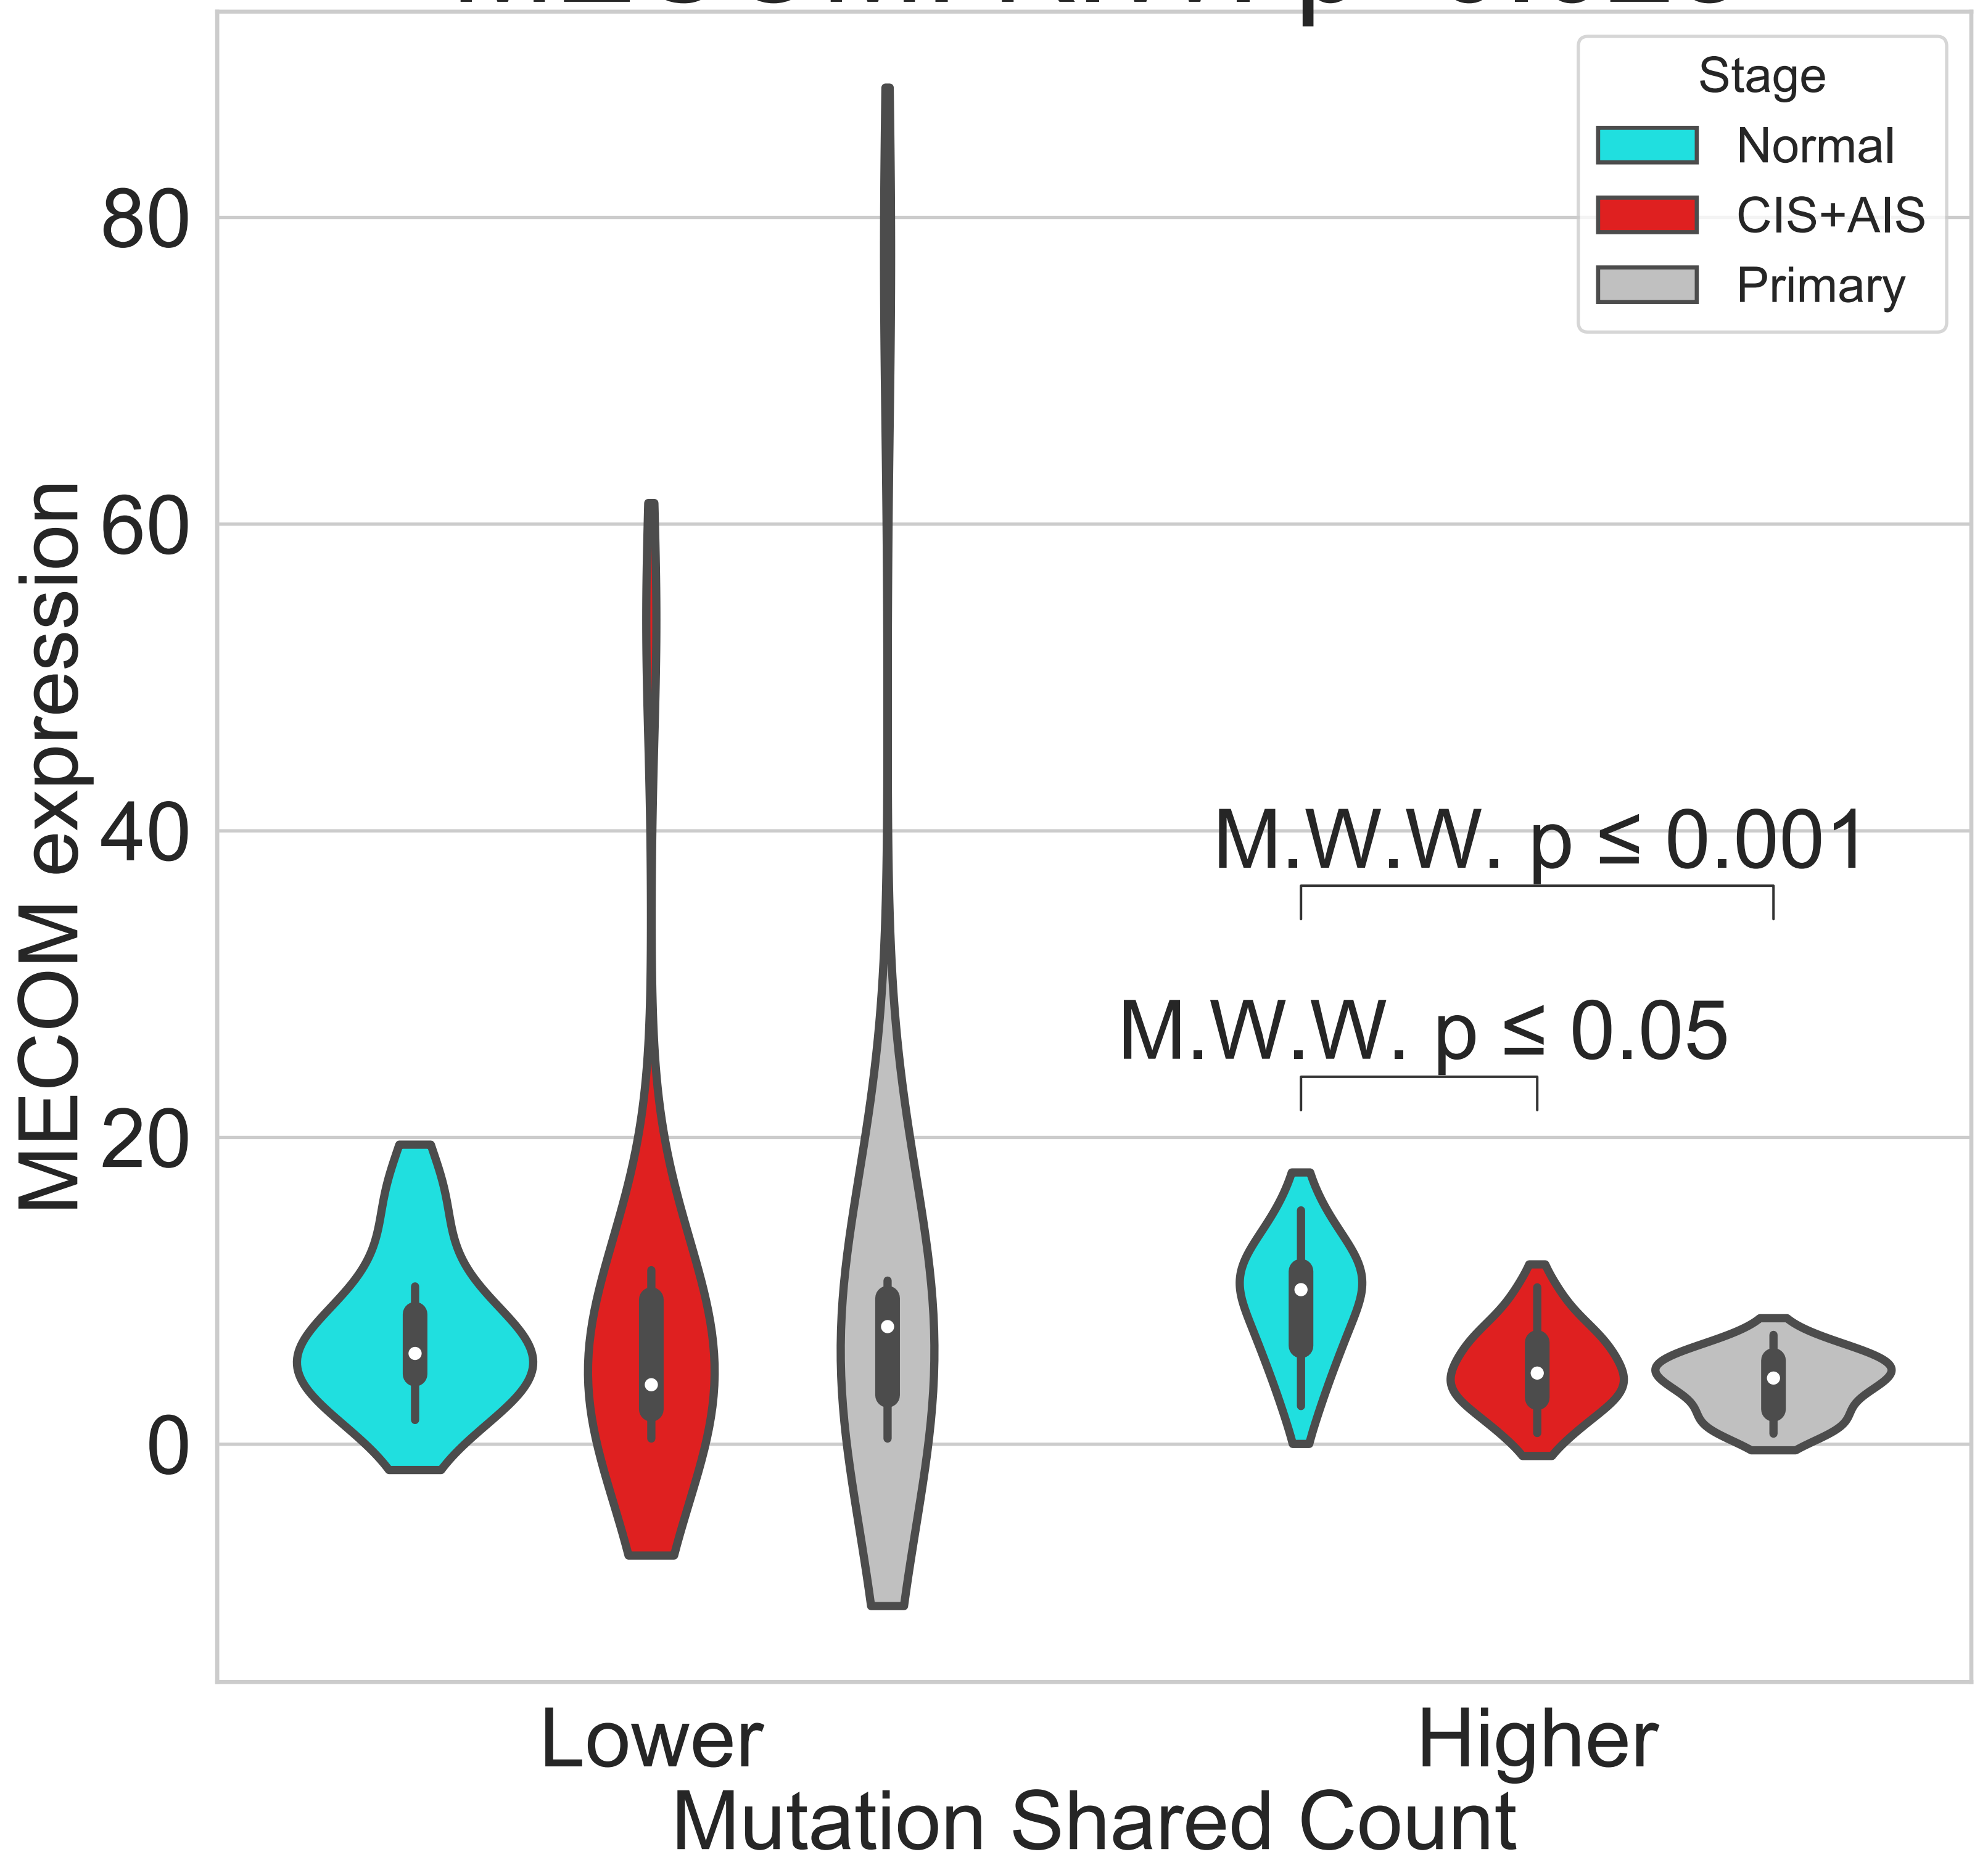 Stage
Normal
CIS+AIS
Primary
80
60
40
20
0
MECOM expression
M.W.W. p ≤ 0.001
M.W.W. p ≤ 0.05
Lower
Higher
Mutation Shared Count